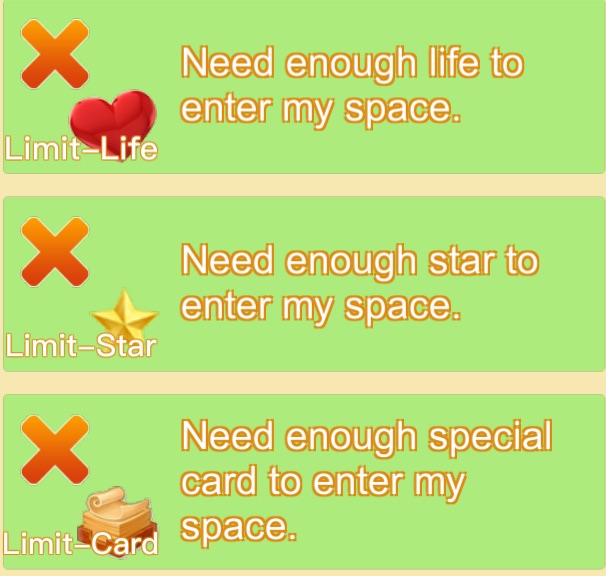 Need enough life to
enter my space.
Limit-Life
Need enough star to
enter my space.
Limit-Star
Need enough special
card to enter my
space.
Limit-Card